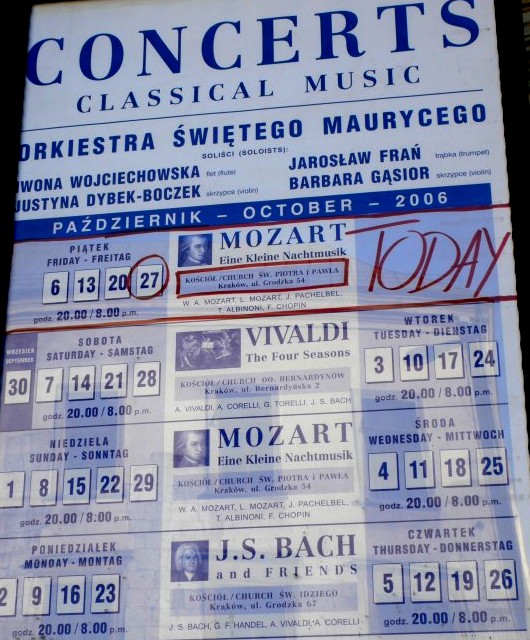 CONCERTS
CLASSICAL MUSIC
ORKIESTRA ŚWIĘTEGO MAURYCEGO
SOLIŚCI (SOLOISTS):
IWONA WOJCIECHOWSKA flet (flute)
JAROSŁAW FRAŃ trąbka (trumpet)
JUSTYNA DYBEK-BOCZEK skrzypce (violin)
BARBARA GĄSIOR skrzypce (violin)
PAŹDZIERNIK - OCTOBER - 2006
PIĄTEK
FRIDAY - FREITAG
6 13 20 27
godz. 20.00 / 8.00 p.m.
MOZART
Eine Kleine Nachtmusik
KOŚCIÓŁ/CHURCH ŚW. PIOTRA i PAWŁA
Kraków, ul. Grodzka 54
W. A. MOZART, L. MOZART, J. PACHELBEL,
T. ALBINONI, F. CHOPIN
TODAY
WRZESIEŃ
SEPTEMBER
30
SOBOTA
SATURDAY - SAMSTAG
7 14 21 28
godz. 20.00 / 8.00 p.m.
VIVALDI
The Four Seasons
KOŚCIÓŁ/CHURCH OO. BERNARDYNÓW
Kraków, ul. Bernardyńska 2
A. VIVALDI, A. CORELLI, G. TORELLI, J. S. BACH
WTOREK
TUESDAY - DIENSTAG
3 10 17 24
godz. 20.00 / 8.00 p.m.
NIEDZIELA
SUNDAY - SONNTAG
1 8 15 22 29
godz. 20.00 / 8.00 p.m.
MOZART
Eine Kleine Nachtmusik
KOŚCIÓŁ/CHURCH ŚW. PIOTRA i PAWŁA
Kraków, ul. Grodzka 54
W. A. MOZART, L. MOZART, J. PACHELBEL,
T. ALBINONI, F. CHOPIN
ŚRODA
WEDNESDAY - MITTWOCH
4 11 18 25
godz. 20.00 / 8.00 p.m.
PONIEDZIAŁEK
MONDAY - MONTAG
2 9 16 23
godz. 20.00 / 8.00 p.m.
J.S. BACH
and FRIENDS
KOŚCIÓŁ/CHURCH ŚW. IDZIEGO
Kraków, ul. Grodzka 67
J. S. BACH, G. F. HANDEL, A. VIVALDI, A. CORELLI
CZWARTEK
THURSDAY - DONNERSTAG
5 12 19 26
godz. 20.00 / 8.00 p.m.